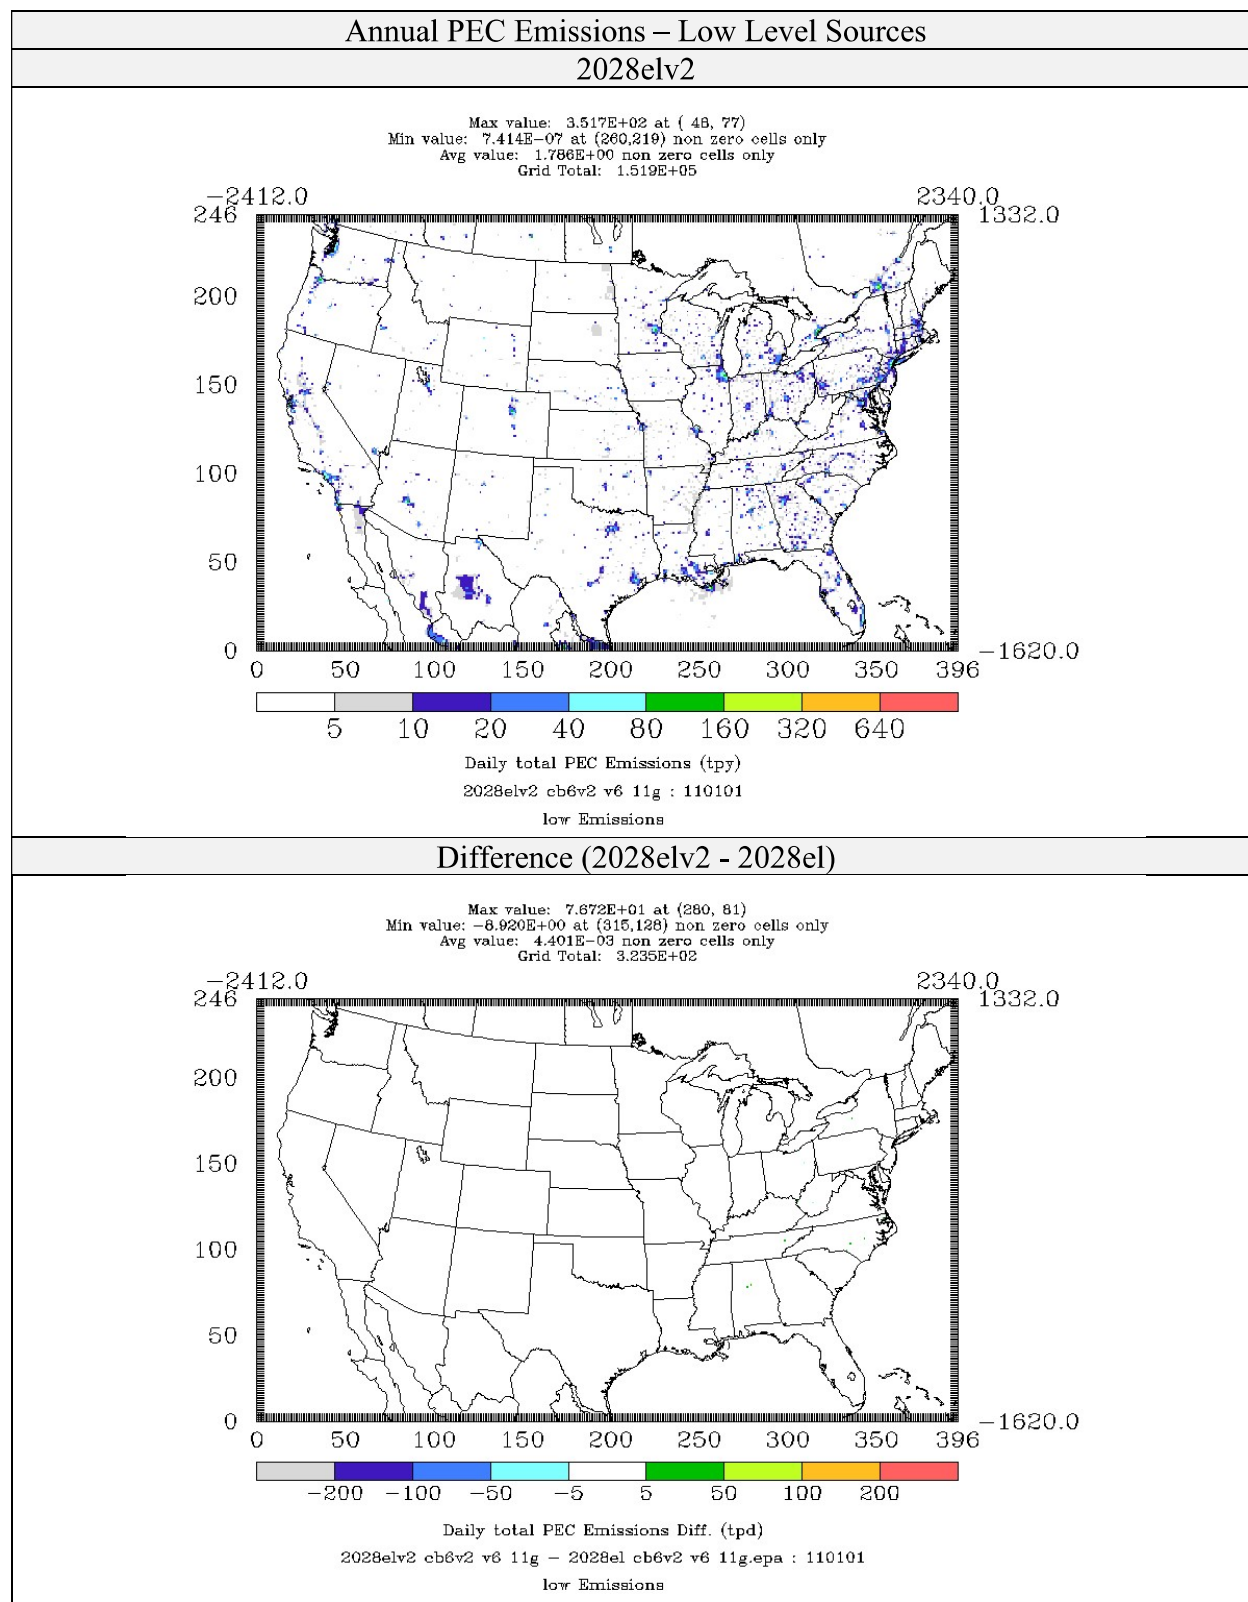 Annual PEC Emissions – Low Level Sources
2028elv2
Max value: 3.517E+02 at ( 48, 77)
Min value: 7.414E-07 at (260,219) non zero cells only
Avg value: 1.786E+00 non zero cells only
Grid Total: 1.519E+05
-2412.0 2340.0
246 1332.0
200
150
100
50
0 -1620.0
0 50 100 150 200 250 300 350 396
5 10 20 40 80 160 320 640
Daily total PEC Emissions (tpy)
2028elv2 cb6v2 v6 11g : 110101
low Emissions
Difference (2028elv2 - 2028el)
Max value: 7.672E+01 at (280, 81)
Min value: -8.920E+00 at (315,128) non zero cells only
Avg value: 4.401E-03 non zero cells only
Grid Total: 3.235E+02
-2412.0 2340.0
246 1332.0
200
150
100
50
0 -1620.0
0 50 100 150 200 250 300 350 396
-200 -100 -50 -5 5 50 100 200
Daily total PEC Emissions Diff. (tpd)
2028elv2 cb6v2 v6 11g - 2028el cb6v2 v6 11g.epa : 110101
low Emissions